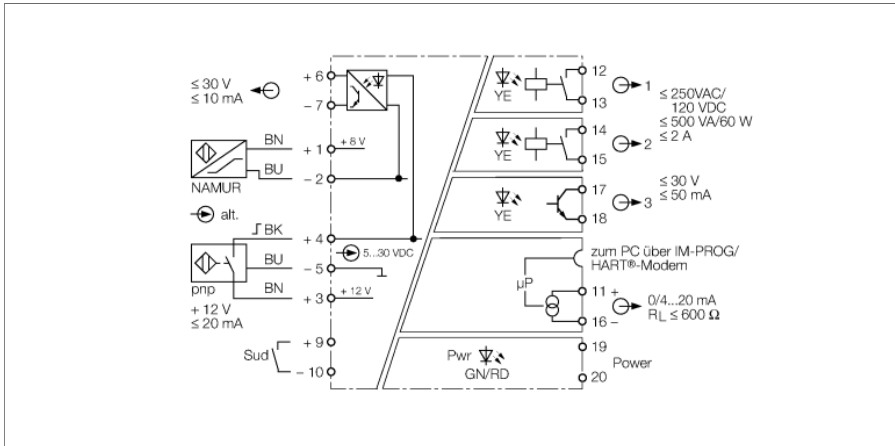 ≤ 30 V
≤ 10 mA
+ 6
- 7
BN
+ 1
+ 8 V
BU
- 2
NAMUR
alt.
BK
+ 4
5...30 VDC
BU
- 5
BN
+ 3
+ 12 V
pnp
+ 12 V
≤ 20 mA
+ 9
Sud
- 10
YE
12
13
1
≤ 250VAC/
120 VDC
≤ 500 VA/60 W
≤ 2 A
YE
14
15
2
YE
17
18
3
≤ 30 V
≤ 50 mA
zum PC über IM-PROG/
HART®-Modem
µP
11 +
16 –
0/4...20 mA
RL ≤ 600 Ω
Pwr
GN/RD
19
20
Power